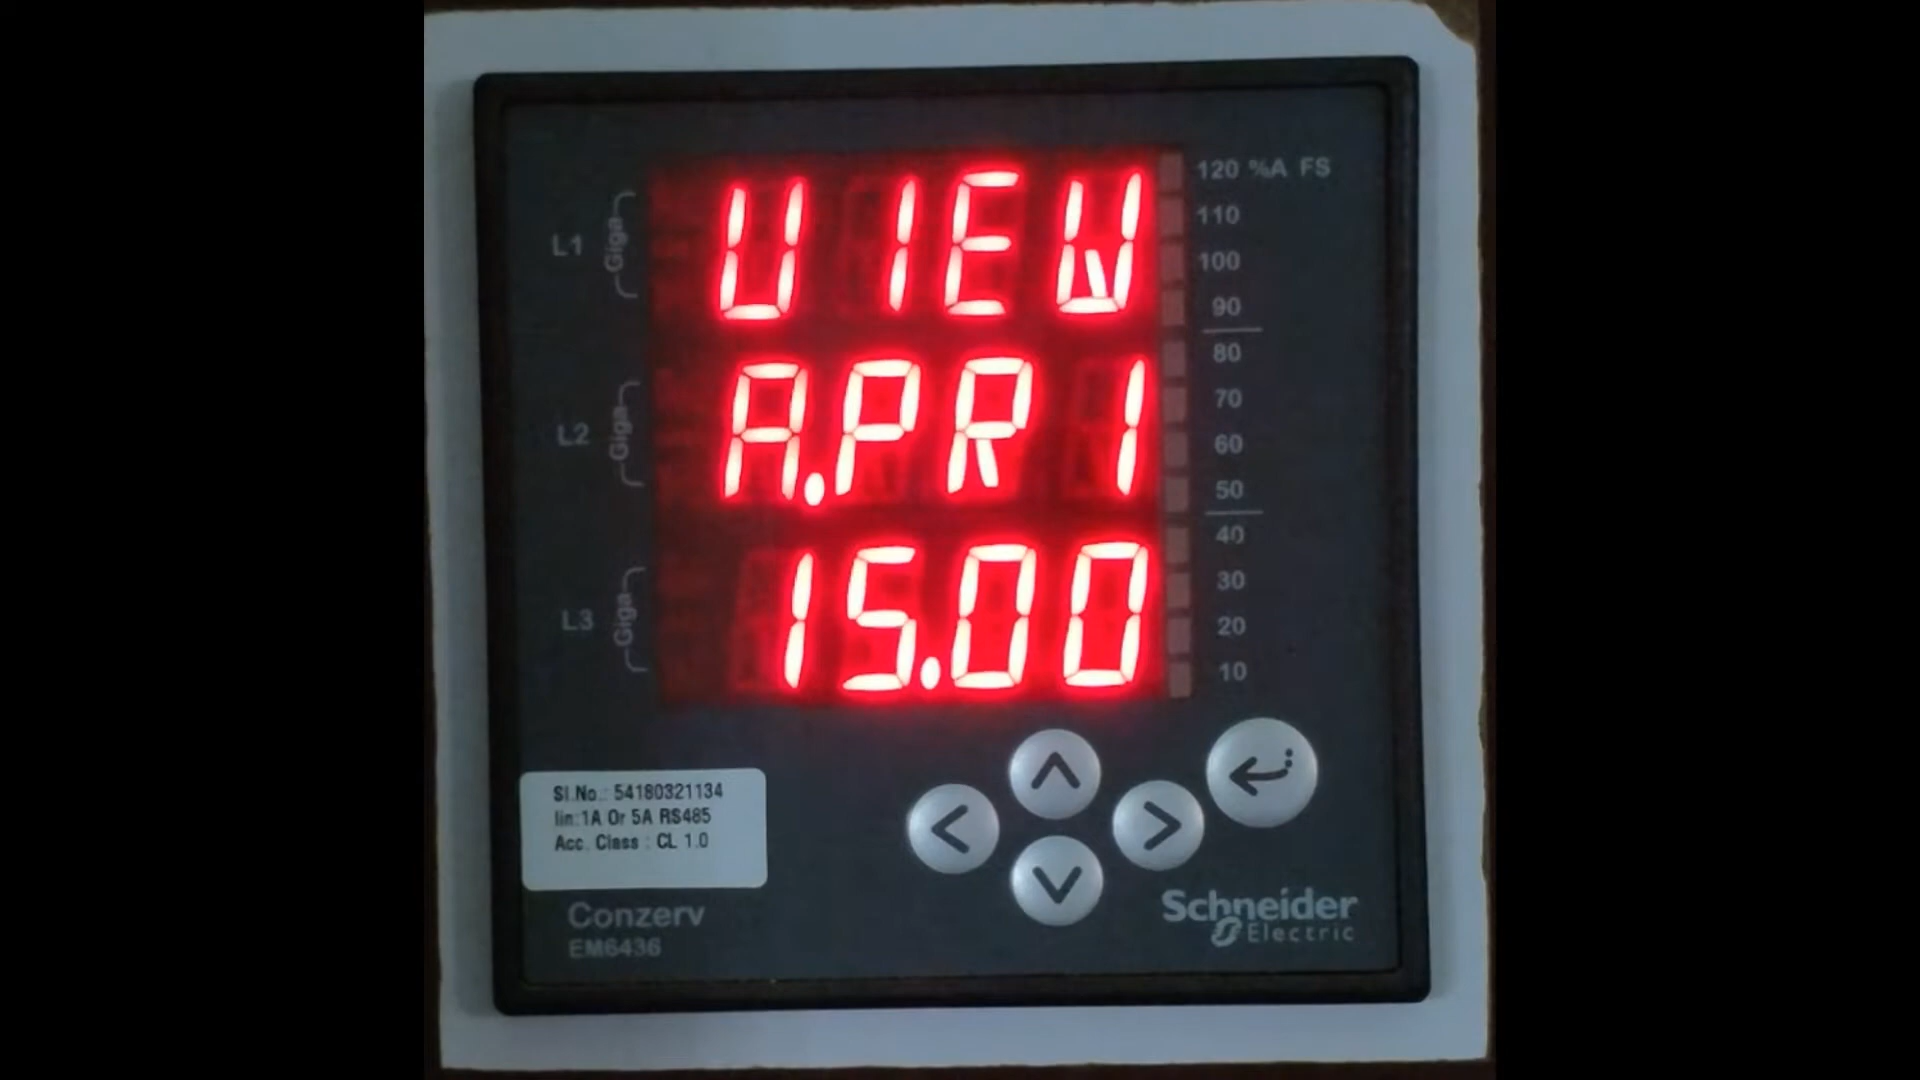 VIEW
A.PRI
15.00
L1 Giga
L2 Giga
L3 Giga
120 %A FS
110
100
90
80
70
60
50
40
30
20
10
Sl.No.: 54180321134
Iin:1A Or 5A RS485
Acc. Class : CL 1.0
Conzerv
EM6436
Schneider
Electric